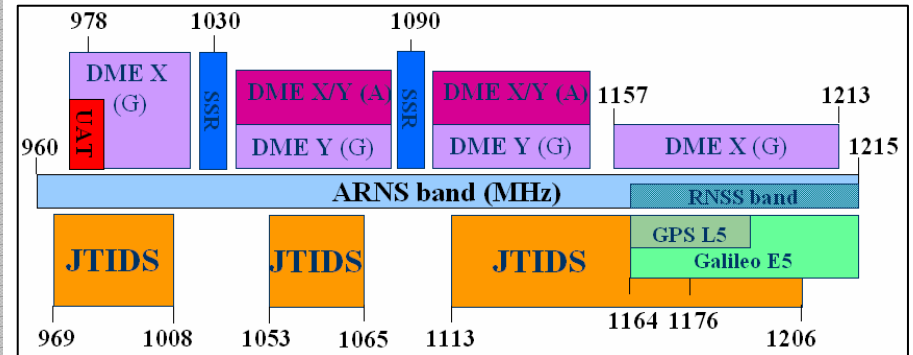 978
1030
1090
DME X
(G)
UAT
SSR
DME X/Y (A)
DME Y (G)
SSR
DME X/Y (A)
DME Y (G)
1157
1213
DME X (G)
960
1215
ARNS band (MHz)
RNSS band
JTIDS
JTIDS
JTIDS
GPS L5
Galileo E5
969
1008
1053
1065
1113
1164
1176
1206